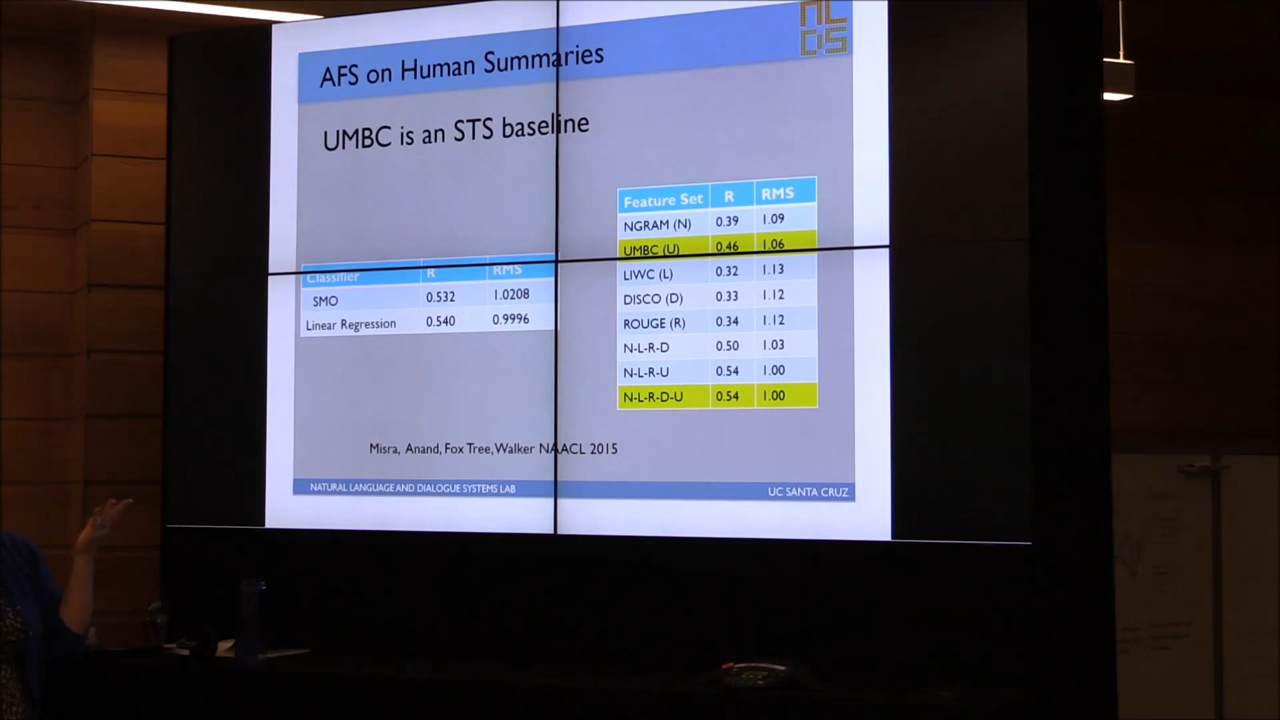 NL
DS
AFS on Human Summaries
UMBC is an STS baseline
Classifier R RMS
SMO 0.532 1.0208
Linear Regression 0.540 0.9996
Feature Set R RMS
NGRAM (N) 0.39 1.09
UMBC (U) 0.46 1.06
LIWC (L) 0.32 1.13
DISCO (D) 0.33 1.12
ROUGE (R) 0.34 1.12
N-L-R-D 0.50 1.03
N-L-R-U 0.54 1.00
N-L-R-D-U 0.54 1.00
Misra, Anand, Fox Tree, Walker NAACL 2015
NATURAL LANGUAGE AND DIALOGUE SYSTEMS LAB
UC SANTA CRUZ